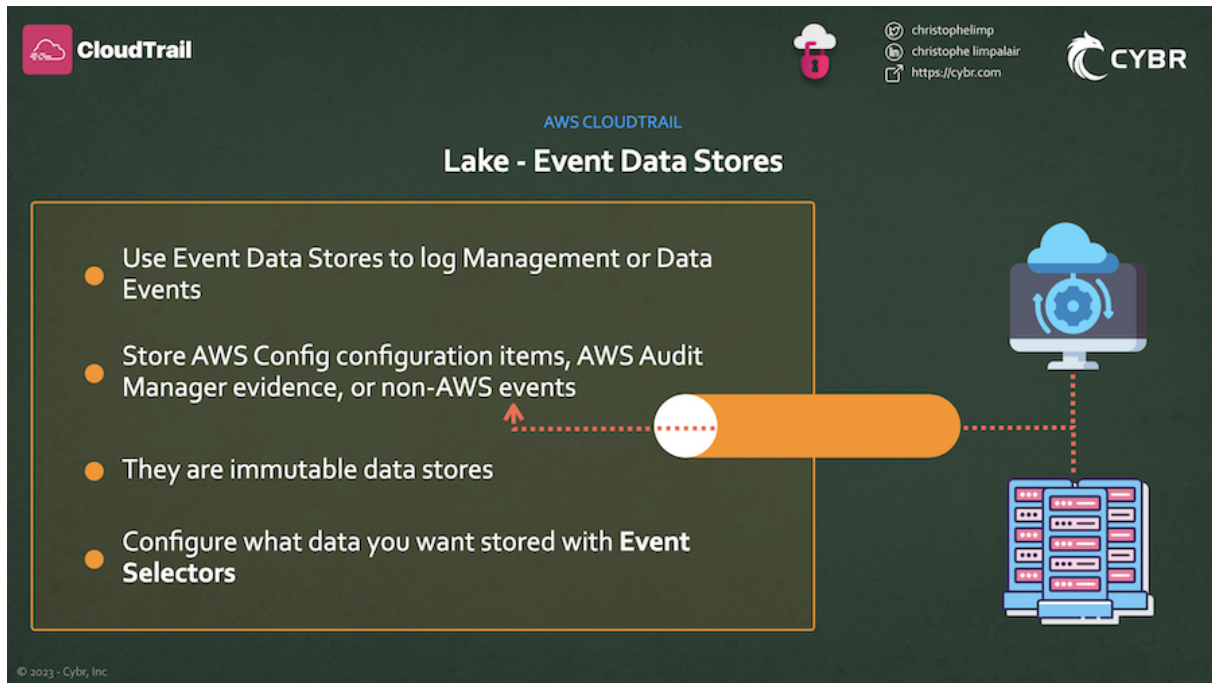 CloudTrail
christophelimp
christophe limpalair
https://cybr.com
CYBR
AWS CLOUDTRAIL
Lake - Event Data Stores
Use Event Data Stores to log Management or Data
Events
Store AWS Config configuration items, AWS Audit
Manager evidence, or non-AWS events
They are immutable data stores
Configure what data you want stored with Event
Selectors
© 2023 - Cybr, Inc